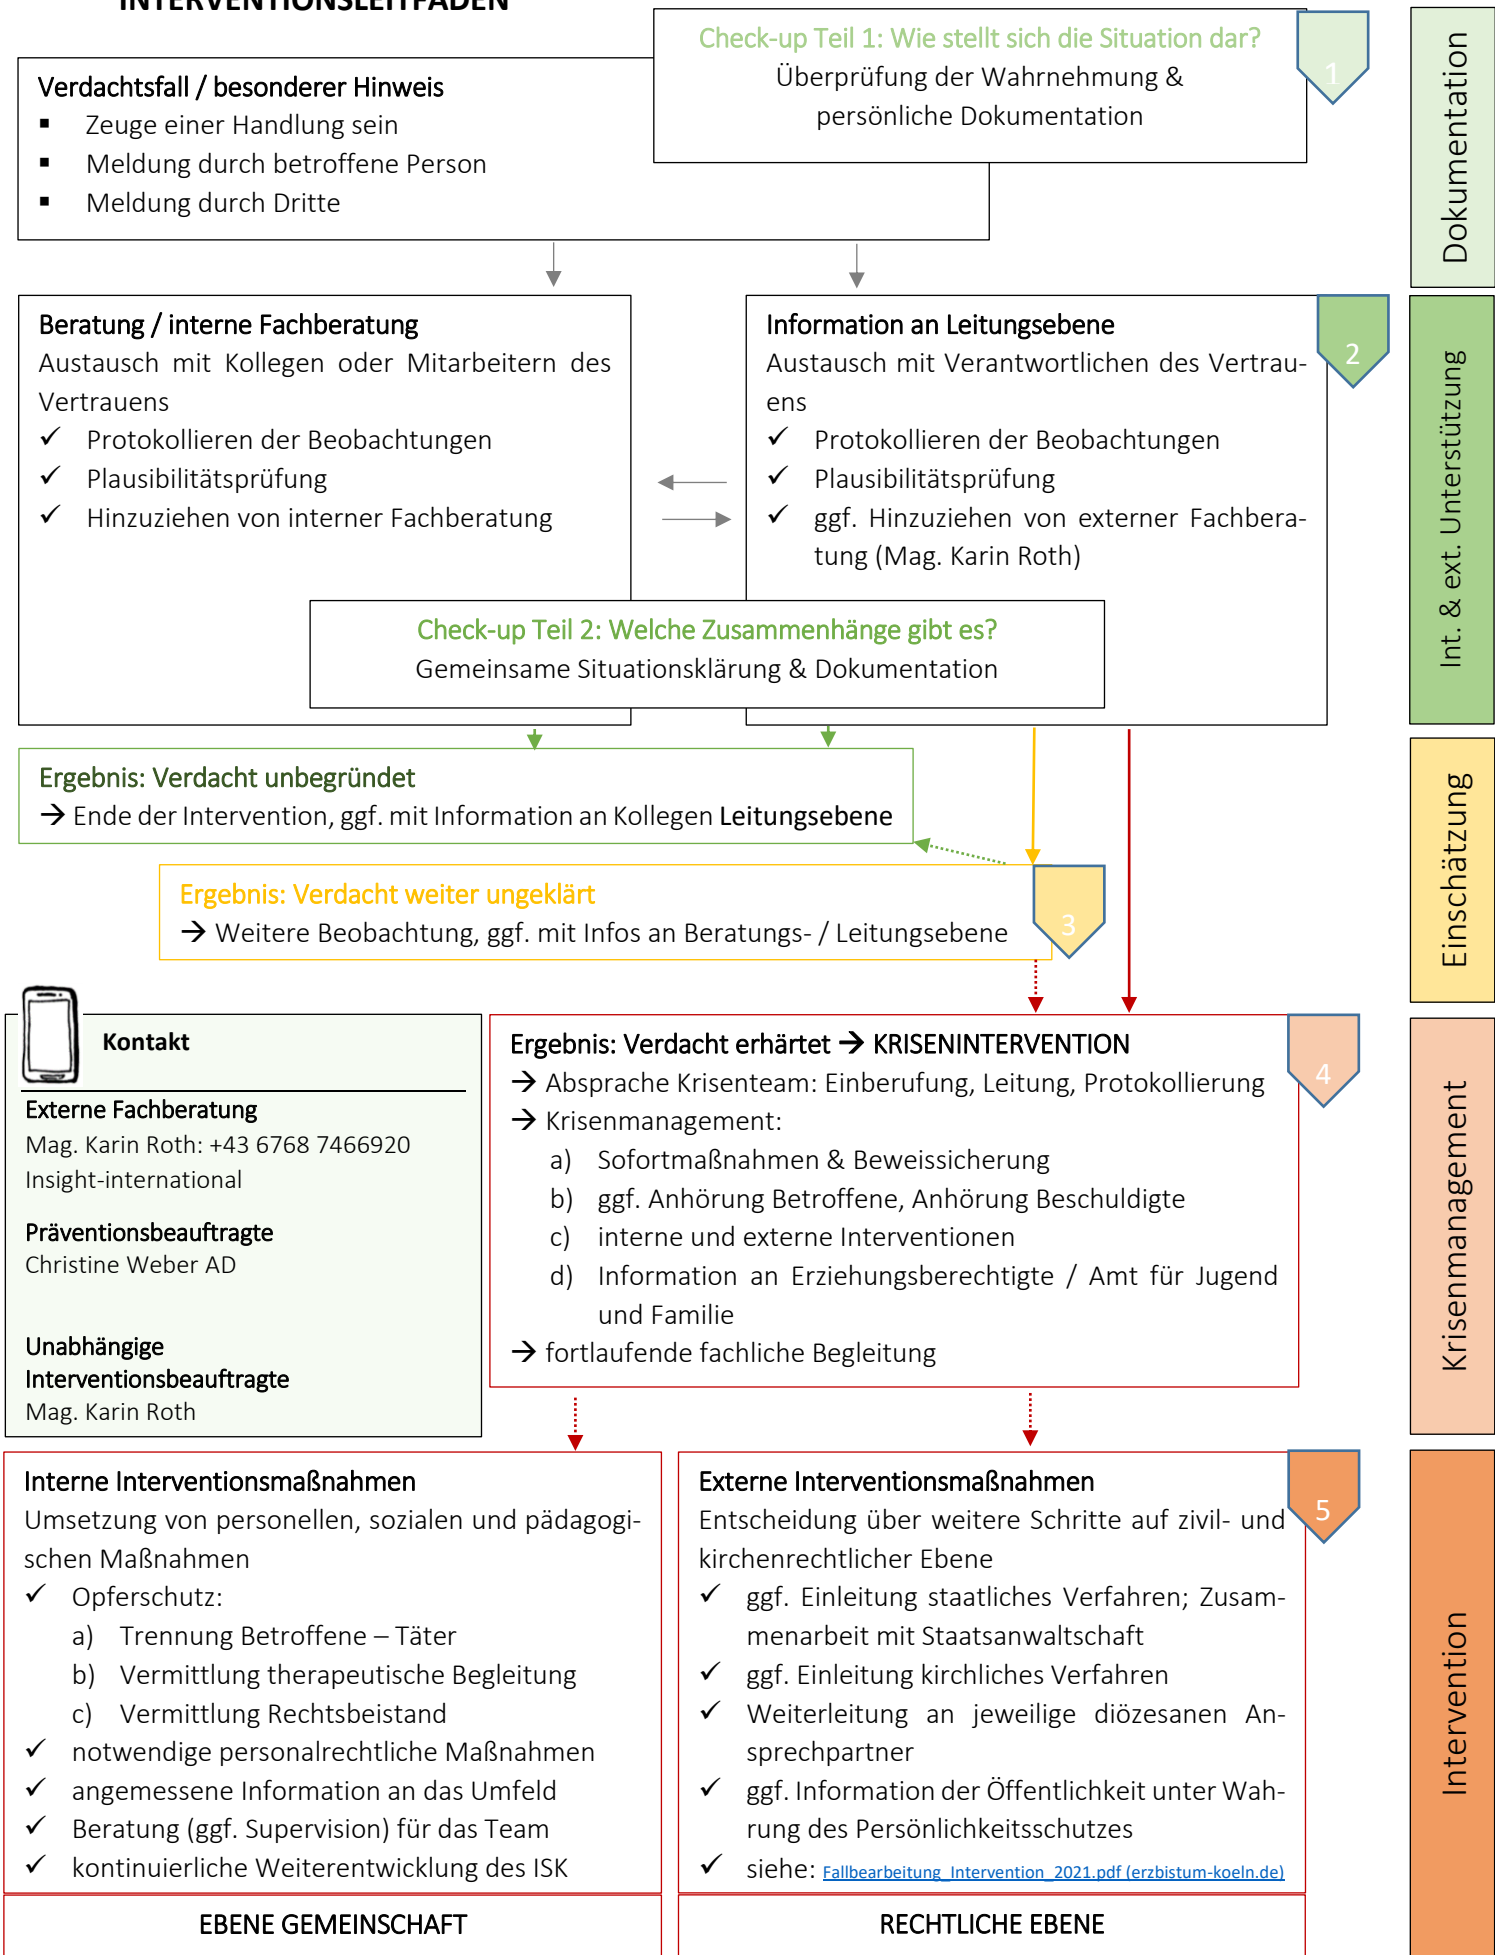 INTERVENTIONSLEITFADEN
Check-up Teil 1: Wie stellt sich die Situation dar?
Überprüfung der Wahrnehmung &
persönliche Dokumentation
1
Dokumentation
Verdachtsfall / besonderer Hinweis
▪ Zeuge einer Handlung sein
▪ Meldung durch betroffene Person
▪ Meldung durch Dritte
Beratung / interne Fachberatung
Austausch mit Kollegen oder Mitarbeitern des
Vertrauens
✓ Protokollieren der Beobachtungen
✓ Plausibilitätsprüfung
✓ Hinzuziehen von interner Fachberatung
Information an Leitungsebene
Austausch mit Verantwortlichen des Vertrau-
ens
✓ Protokollieren der Beobachtungen
✓ Plausibilitätsprüfung
✓ ggf. Hinzuziehen von externer Fachbera-
tung (Mag. Karin Roth)
2
Int. & ext. Unterstützung
Check-up Teil 2: Welche Zusammenhänge gibt es?
Gemeinsame Situationsklärung & Dokumentation
Ergebnis: Verdacht unbegründet
→ Ende der Intervention, ggf. mit Information an Kollegen Leitungsebene
Ergebnis: Verdacht weiter ungeklärt
→ Weitere Beobachtung, ggf. mit Infos an Beratungs- / Leitungsebene
3
Einschätzung
Kontakt
Externe Fachberatung
Mag. Karin Roth: +43 6768 7466920
Insight-international
Präventionsbeauftragte
Christine Weber AD
Unabhängige
Interventionsbeauftragte
Mag. Karin Roth
Ergebnis: Verdacht erhärtet → KRISENINTERVENTION
→ Absprache Krisenteam: Einberufung, Leitung, Protokollierung
→ Krisenmanagement:
a) Sofortmaßnahmen & Beweissicherung
b) ggf. Anhörung Betroffene, Anhörung Beschuldigte
c) interne und externe Interventionen
d) Information an Erziehungsberechtigte / Amt für Jugend
und Familie
→ fortlaufende fachliche Begleitung
4
Krisenmanagement
Interne Interventionsmaßnahmen
Umsetzung von personellen, sozialen und pädagogi-
schen Maßnahmen
✓ Opferschutz:
a) Trennung Betroffene – Täter
b) Vermittlung therapeutische Begleitung
c) Vermittlung Rechtsbeistand
✓ notwendige personalrechtliche Maßnahmen
✓ angemessene Information an das Umfeld
✓ Beratung (ggf. Supervision) für das Team
✓ kontinuierliche Weiterentwicklung des ISK
EBENE GEMEINSCHAFT
Externe Interventionsmaßnahmen
Entscheidung über weitere Schritte auf zivil- und
kirchenrechtlicher Ebene
✓ ggf. Einleitung staatliches Verfahren; Zusam-
menarbeit mit Staatsanwaltschaft
✓ ggf. Einleitung kirchliches Verfahren
✓ Weiterleitung an jeweilige diözesanen An-
sprechpartner
✓ ggf. Information der Öffentlichkeit unter Wah-
rung des Persönlichkeitsschutzes
✓ siehe: Fallbearbeitung_Intervention_2021.pdf (erzbistum-koeln.de)
RECHTLICHE EBENE
5
Intervention